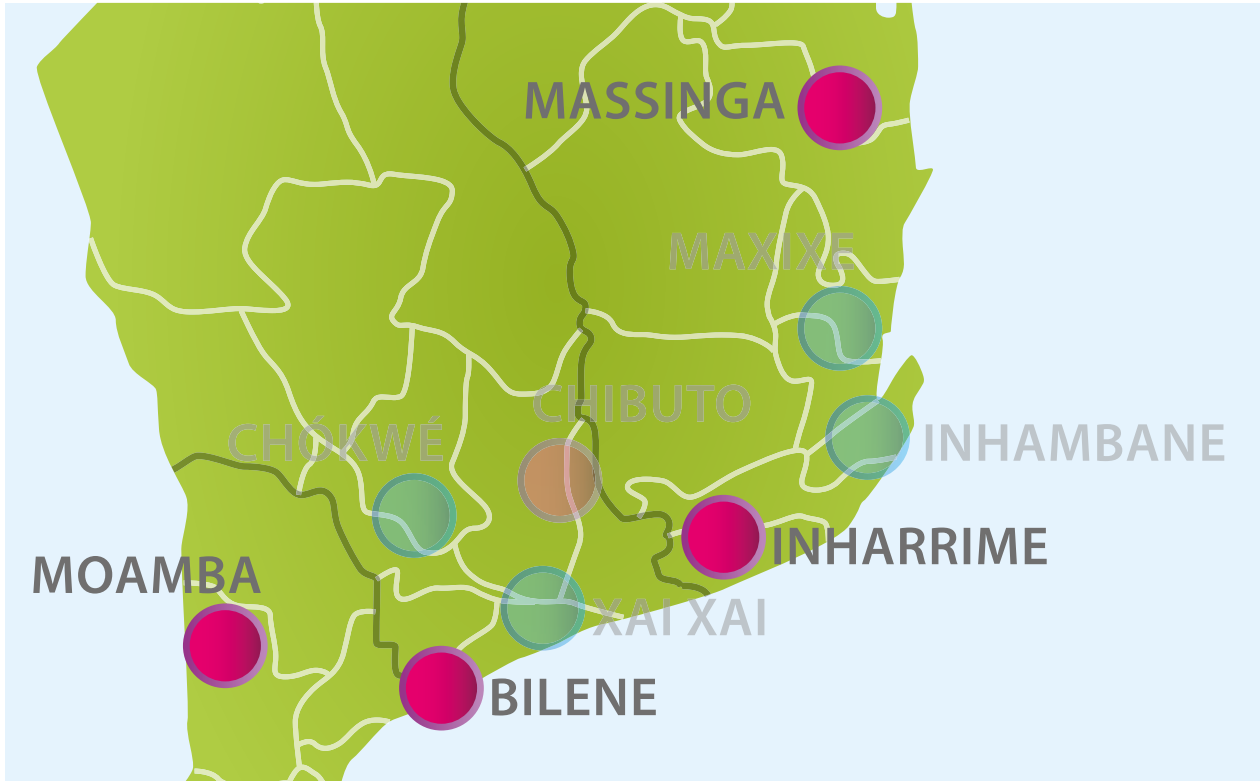 MASSINGA
MAXIXE
CHIBUTO
CHÓKWÉ
INHAMBANE
INHARRIME
MOAMBA
XAI XAI
BILENE